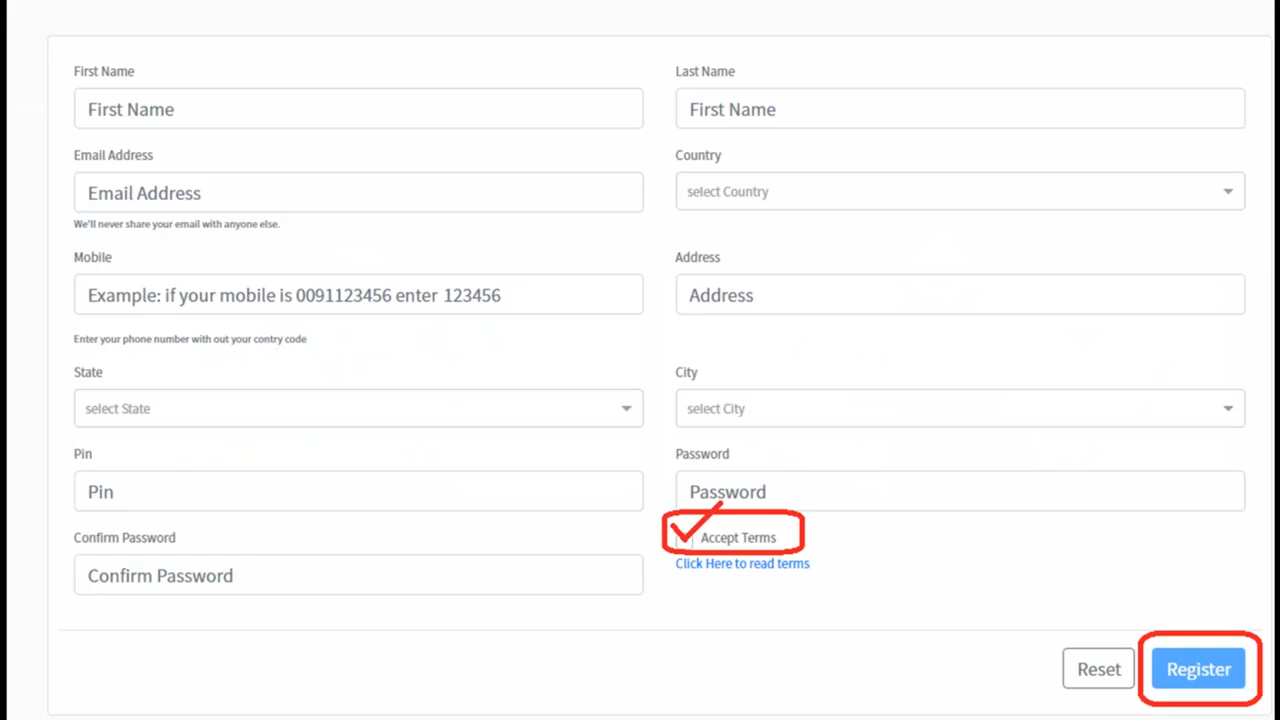 First Name
First Name
Last Name
First Name
Email Address
Email Address
We'll never share your email with anyone else.
Country
select Country
Mobile
Example: if your mobile is 0091123456 enter 123456
Enter your phone number with out your contry code
Address
Address
State
select State
City
select City
Pin
Pin
Password
Password
Confirm Password
Confirm Password
Accept Terms
Click Here to read terms
Reset
Register